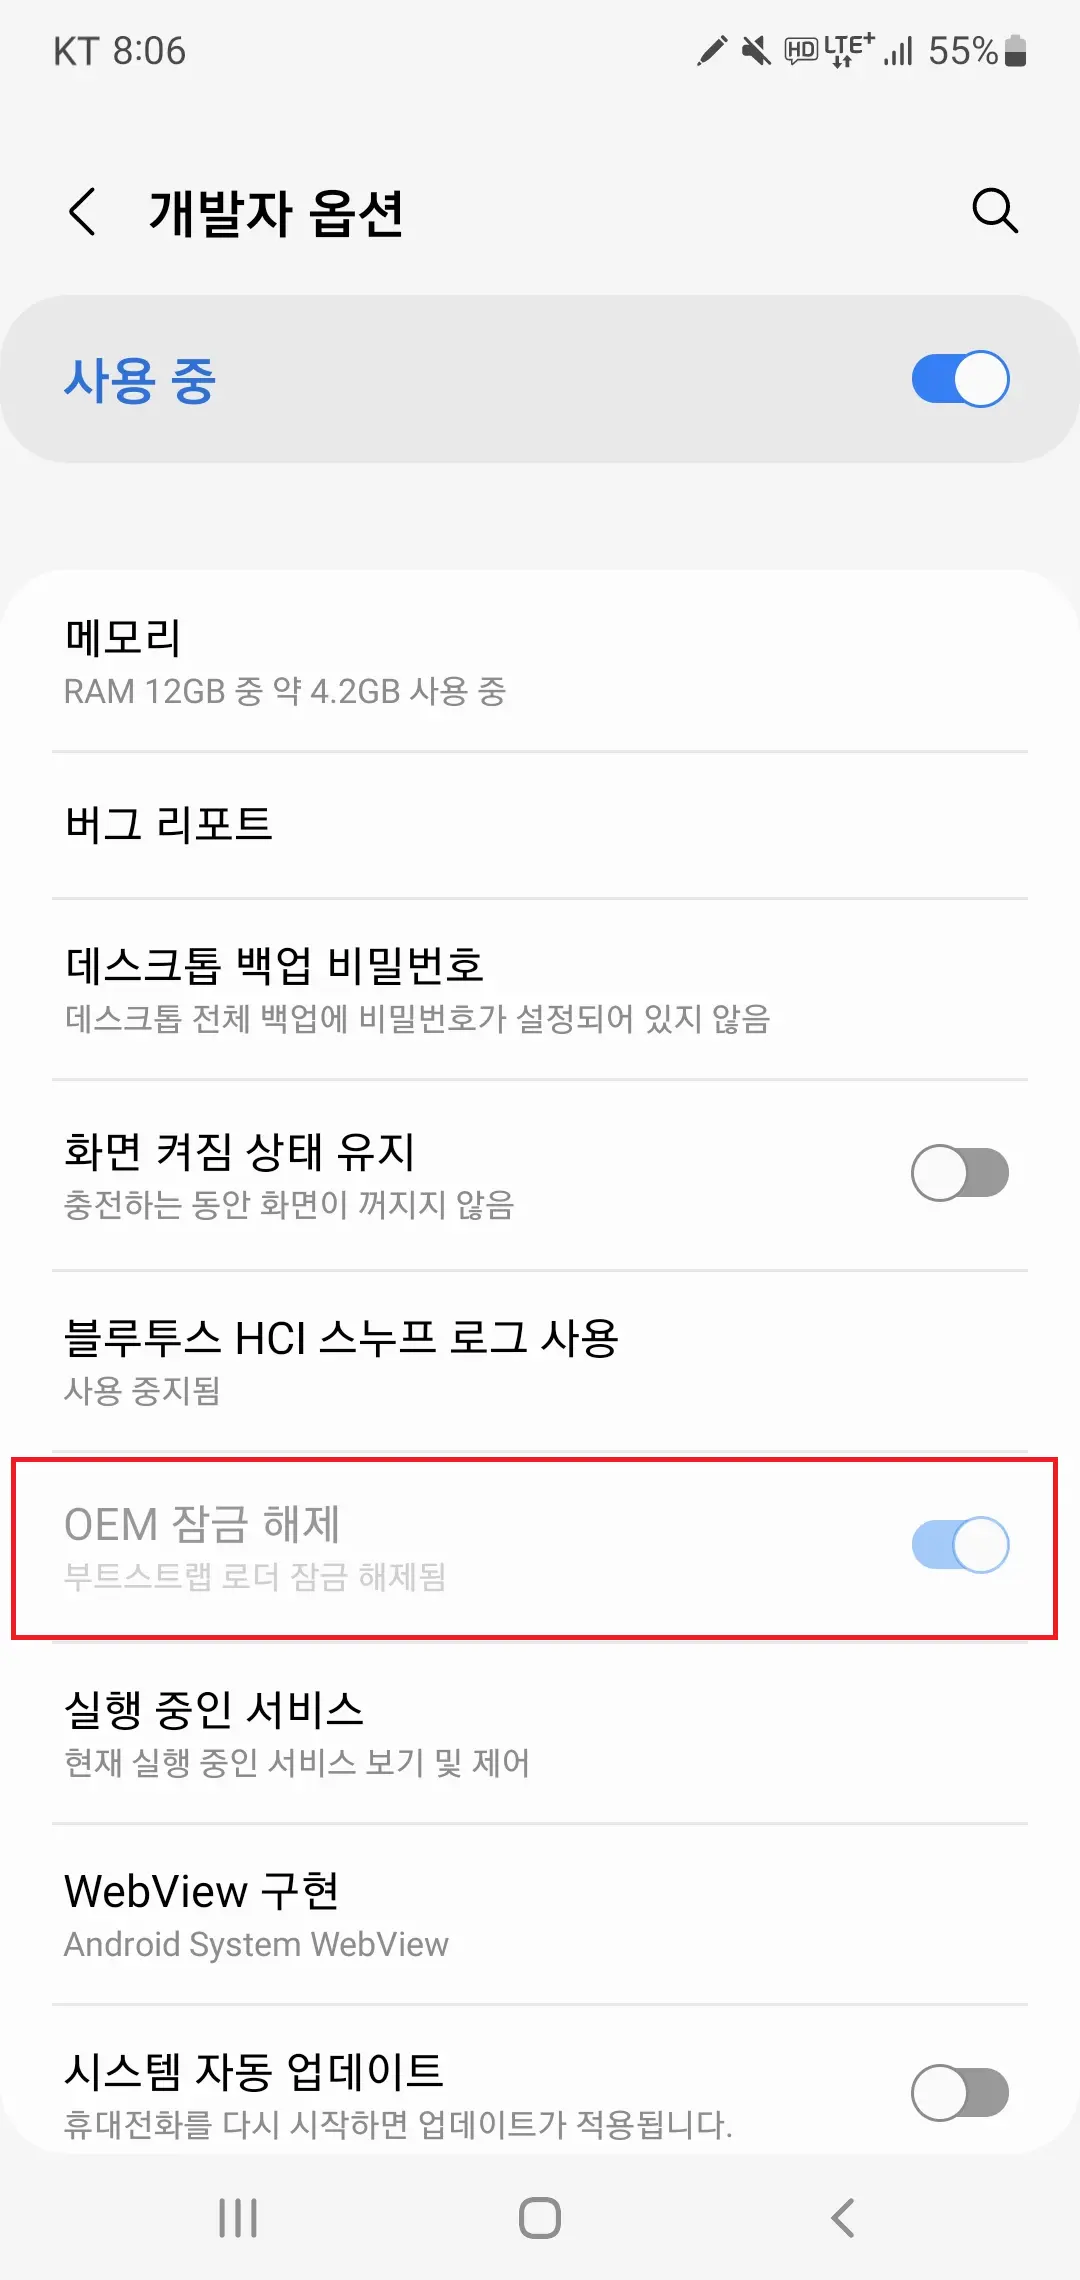 KT 8:06 HD LTE+ 55%
개발자 옵션
사용 중
메모리
RAM 12GB 중 약 4.2GB 사용 중
버그 리포트
데스크톱 백업 비밀번호
데스크톱 전체 백업에 비밀번호가 설정되어 있지 않음
화면 켜짐 상태 유지
충전하는 동안 화면이 꺼지지 않음
블루투스 HCI 스누프 로그 사용
사용 중지됨
OEM 잠금 해제
부트스트랩 로더 잠금 해제됨
실행 중인 서비스
현재 실행 중인 서비스 보기 및 제어
WebView 구현
Android System WebView
시스템 자동 업데이트
휴대전화를 다시 시작하면 업데이트가 적용됩니다.